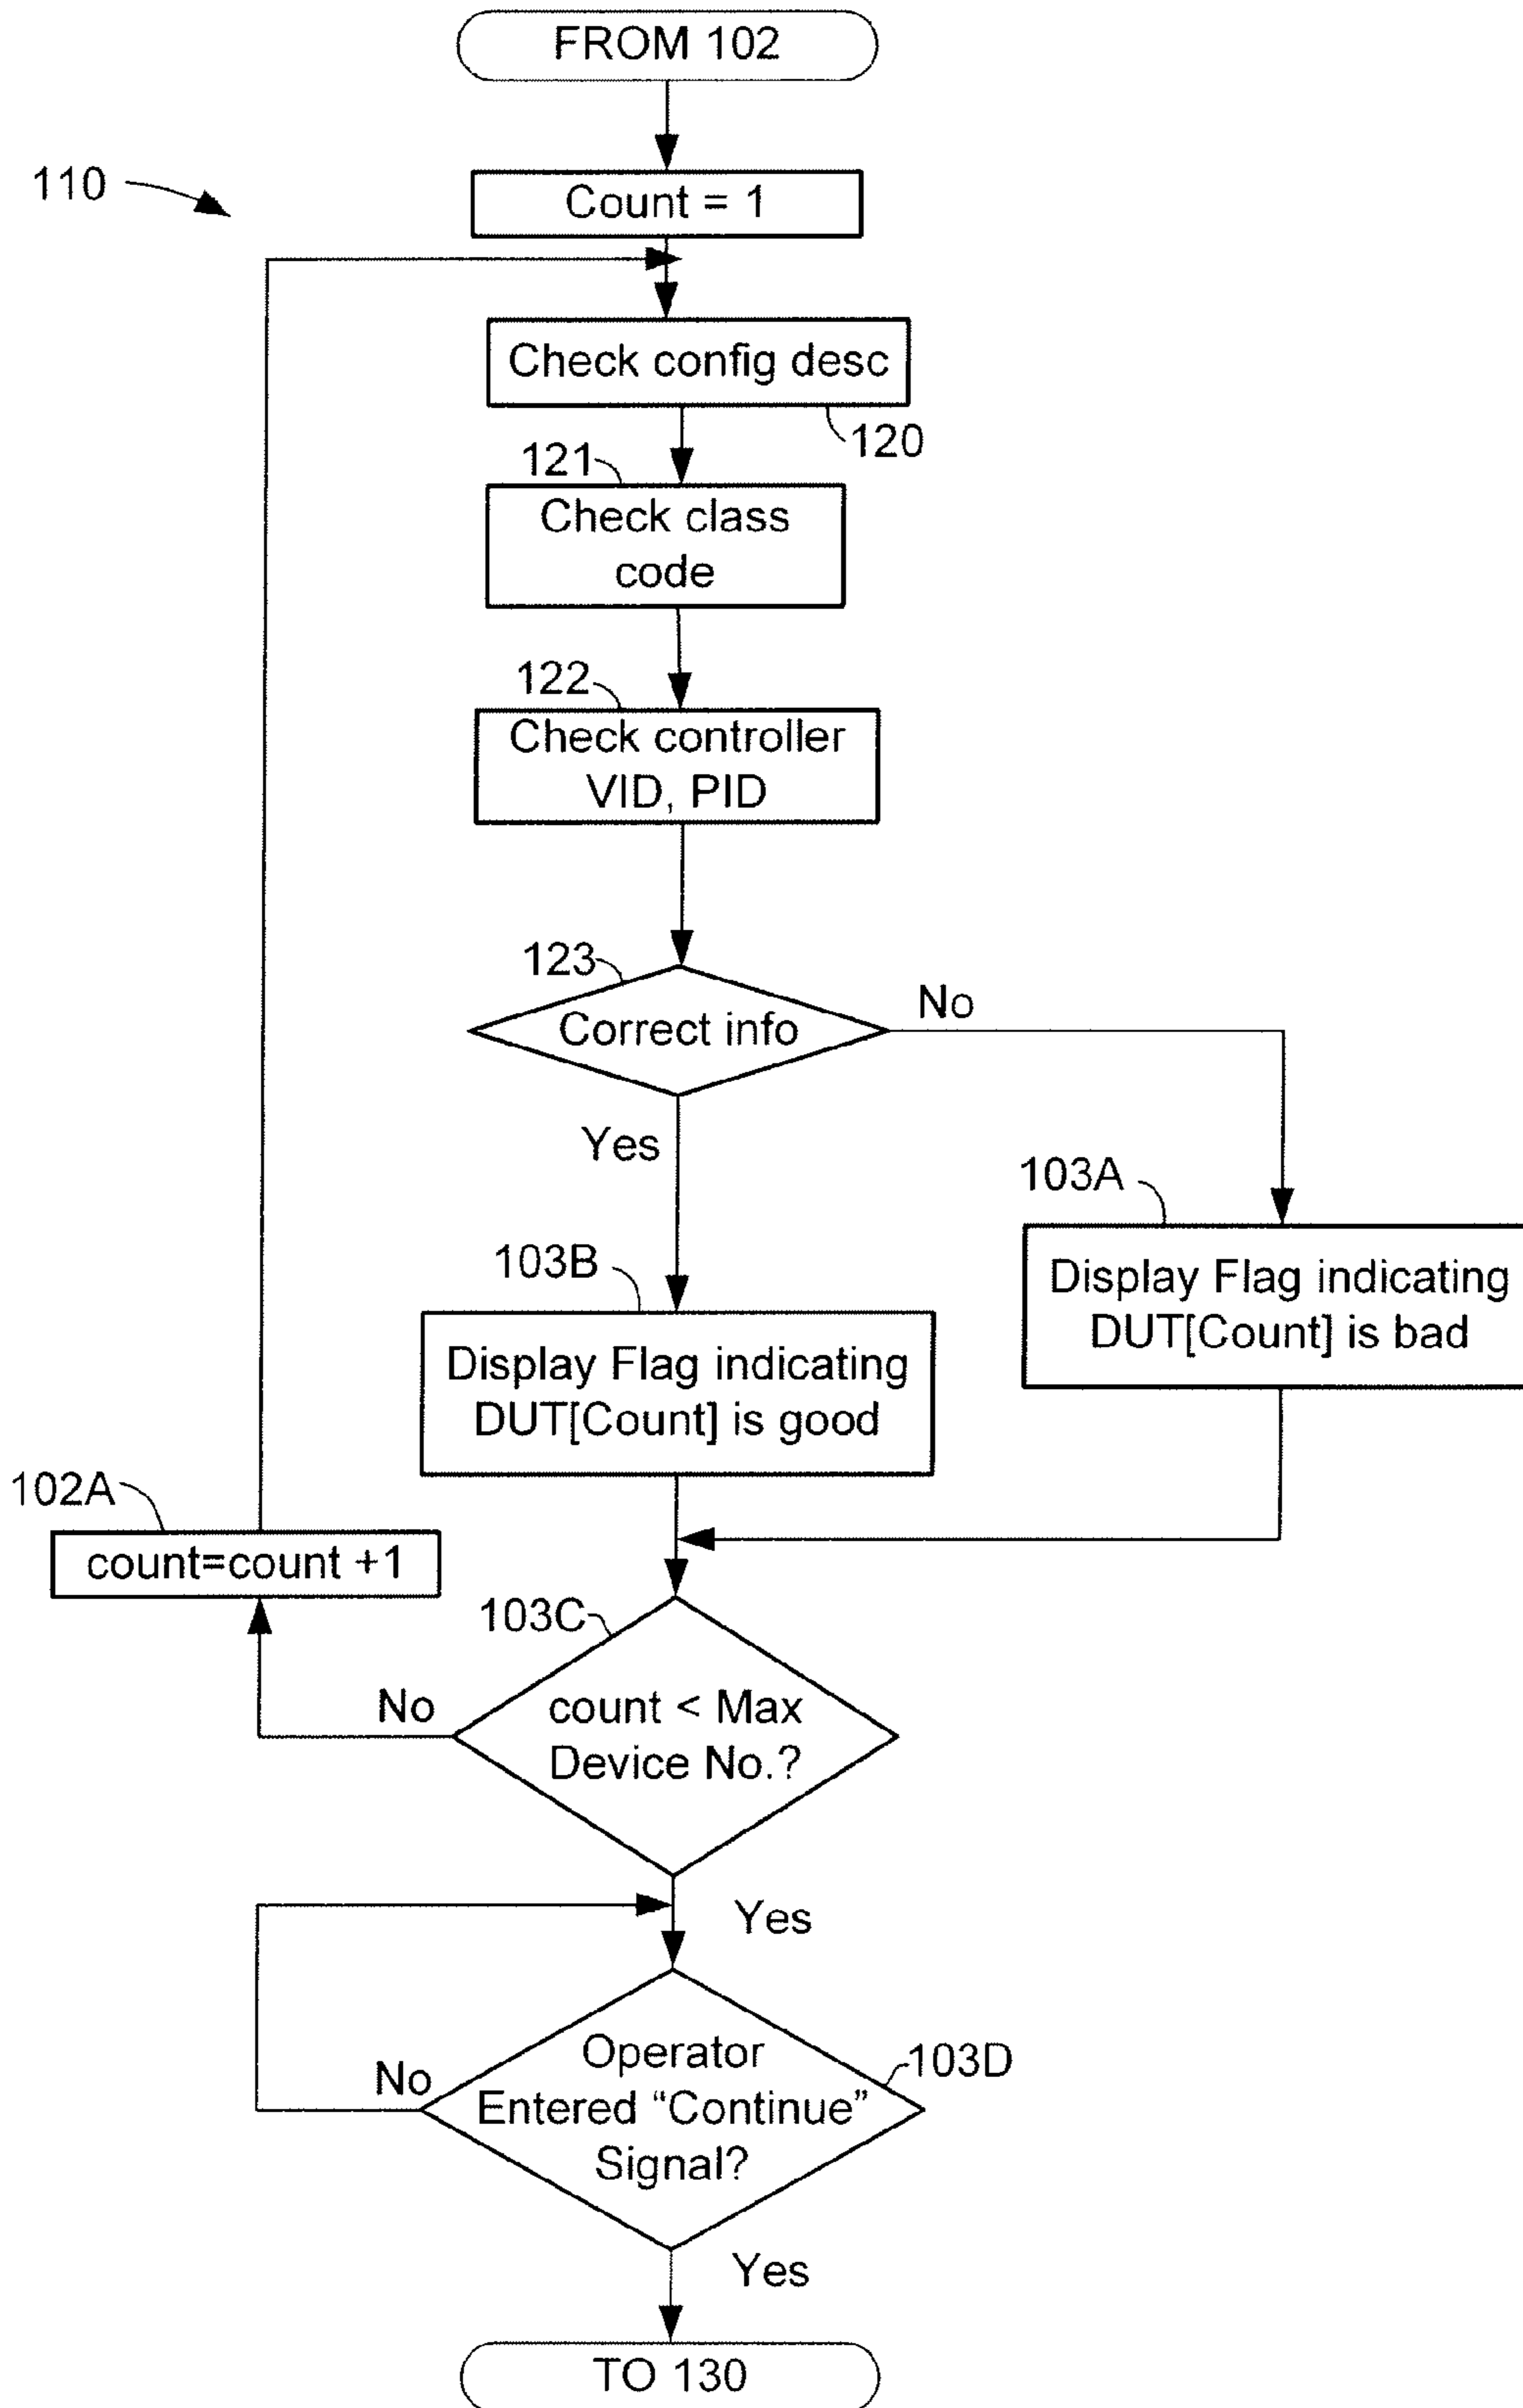 FROM 102
110
Count = 1
Check config desc
120
121
Check class
code
122
Check controller
VID, PID
123
Correct info
No
Yes
103A
Display Flag indicating
DUT[Count] is bad
103B
Display Flag indicating
DUT[Count] is good
102A
count=count +1
103C
count < Max
Device No.?
No
Yes
Operator
Entered “Continue”
Signal?
103D
No
Yes
TO 130